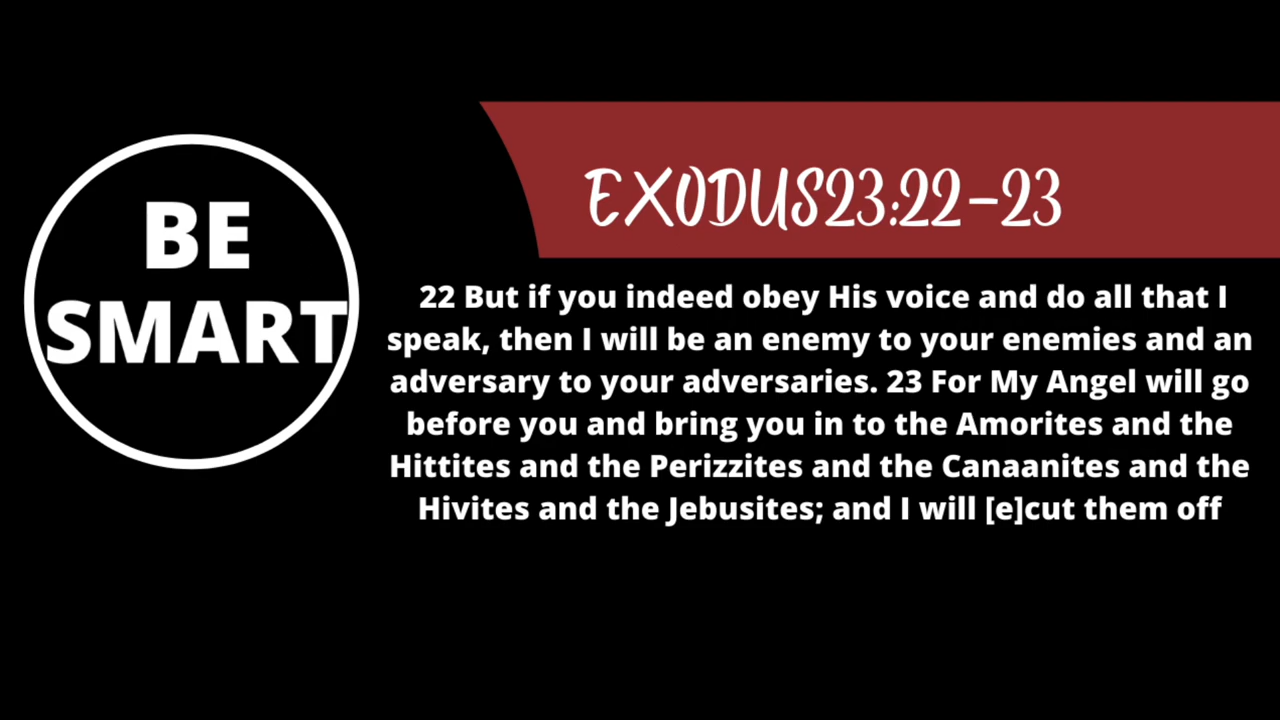 BE
SMART
EXODUS23:22-23
22 But if you indeed obey His voice and do all that I
speak, then I will be an enemy to your enemies and an
adversary to your adversaries. 23 For My Angel will go
before you and bring you in to the Amorites and the
Hittites and the Perizzites and the Canaanites and the
Hivites and the Jebusites; and I will [e]cut them off